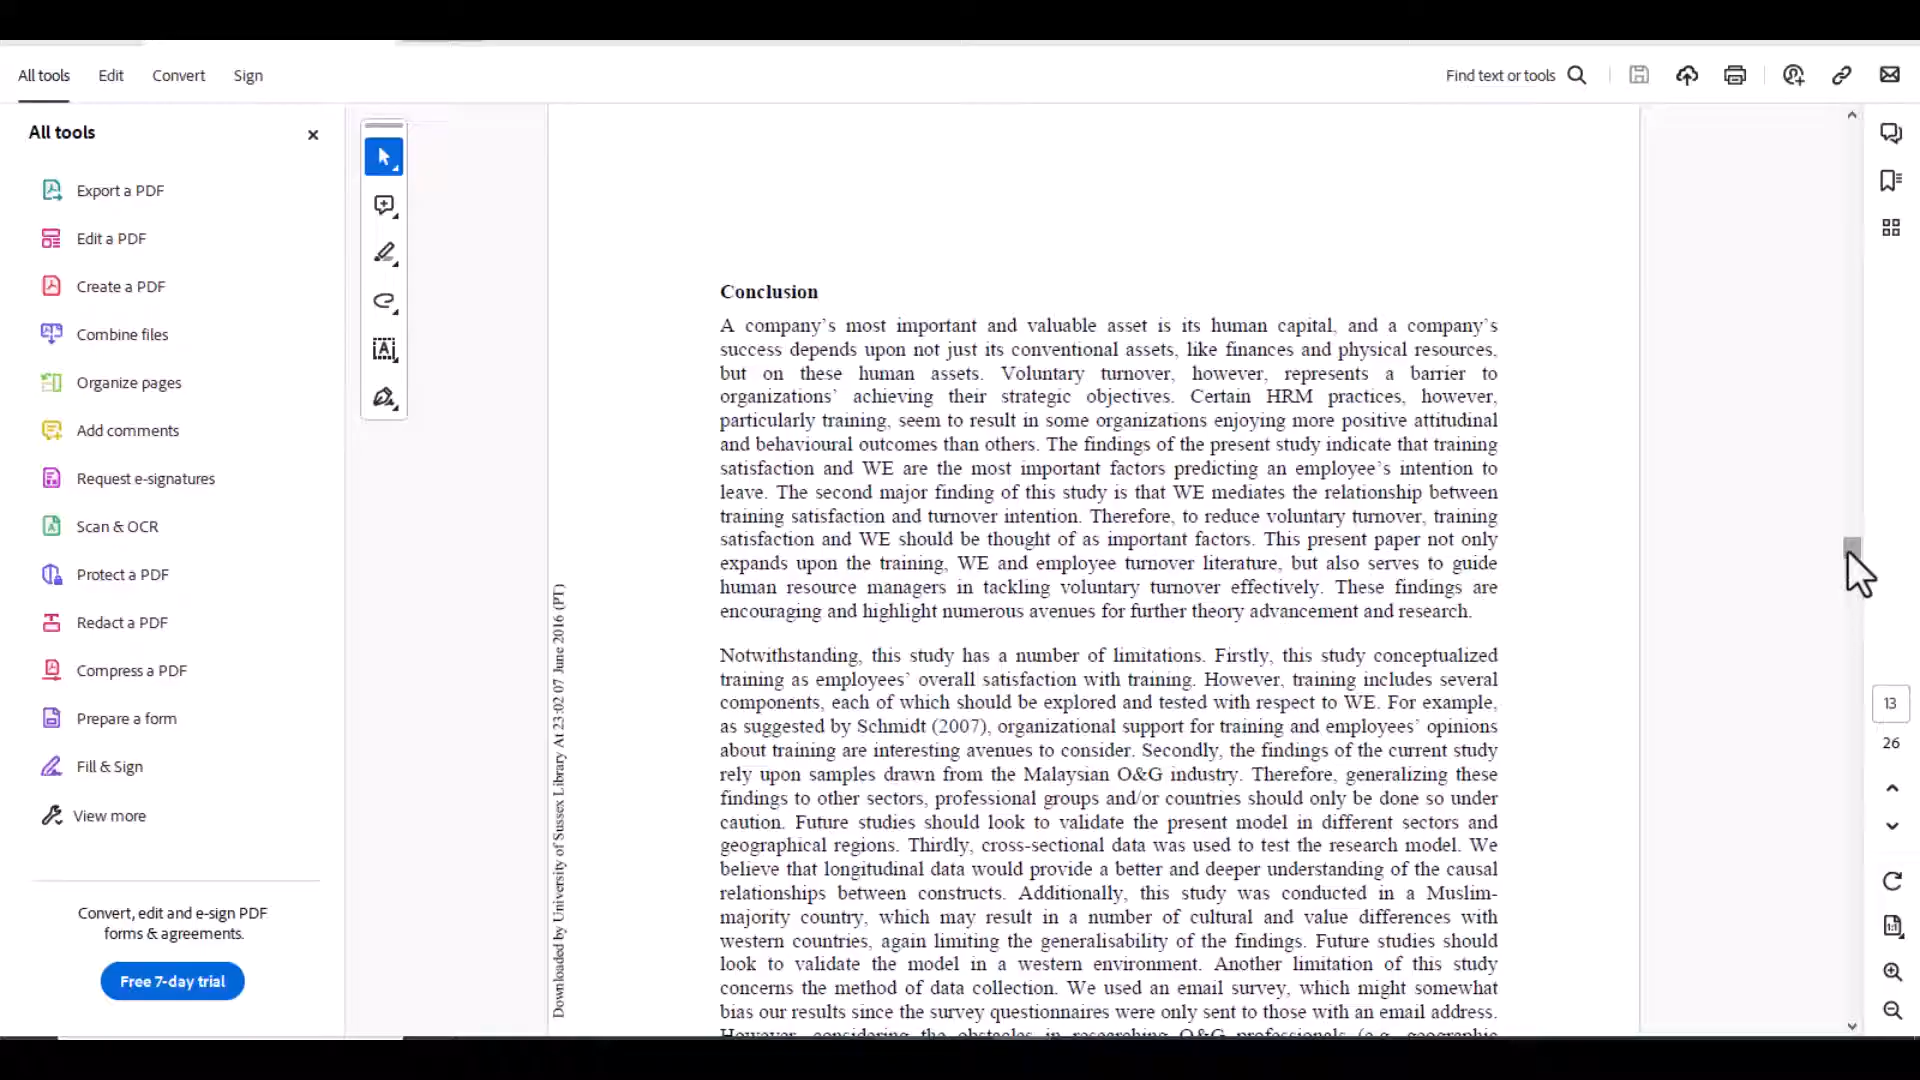 All tools
Edit
Convert
Sign
Find text or tools
All tools
Export a PDF
Edit a PDF
Create a PDF
Combine files
Organize pages
Add comments
Request e-signatures
Scan & OCR
Protect a PDF
Redact a PDF
Compress a PDF
Prepare a form
Fill & Sign
View more
Convert, edit and e-sign PDF
forms & agreements.
Free 7-day trial
Downloaded by University of Sussex Library At 23:02 07 June 2016 (PT)
Conclusion
A company's most important and valuable asset is its human capital, and a company's
success depends upon not just its conventional assets, like finances and physical resources,
but on these human assets. Voluntary turnover, however, represents a barrier to
organizations' achieving their strategic objectives. Certain HRM practices, however,
particularly training, seem to result in some organizations enjoying more positive attitudinal
and behavioural outcomes than others. The findings of the present study indicate that training
satisfaction and WE are the most important factors predicting an employee's intention to
leave. The second major finding of this study is that WE mediates the relationship between
training satisfaction and turnover intention. Therefore, to reduce voluntary turnover, training
satisfaction and WE should be thought of as important factors. This present paper not only
expands upon the training, WE and employee turnover literature, but also serves to guide
human resource managers in tackling voluntary turnover effectively. These findings are
encouraging and highlight numerous avenues for further theory advancement and research.
Notwithstanding, this study has a number of limitations. Firstly, this study conceptualized
training as employees' overall satisfaction with training. However, training includes several
components, each of which should be explored and tested with respect to WE. For example,
as suggested by Schmidt (2007), organizational support for training and employees' opinions
about training are interesting avenues to consider. Secondly, the findings of the current study
rely upon samples drawn from the Malaysian O&G industry. Therefore, generalizing these
findings to other sectors, professional groups and/or countries should only be done so under
caution. Future studies should look to validate the present model in different sectors and
geographical regions. Thirdly, cross-sectional data was used to test the research model. We
believe that longitudinal data would provide a better and deeper understanding of the causal
relationships between constructs. Additionally, this study was conducted in a Muslim-
majority country, which may result in a number of cultural and value differences with
western countries, again limiting the generalisability of the findings. Future studies should
look to validate the model in a western environment. Another limitation of this study
concerns the method of data collection. We used an email survey, which might somewhat
bias our results since the survey questionnaires were only sent to those with an email address.
However, considering the obstacles in researching O&G professionals (e.g. geographic
13
26